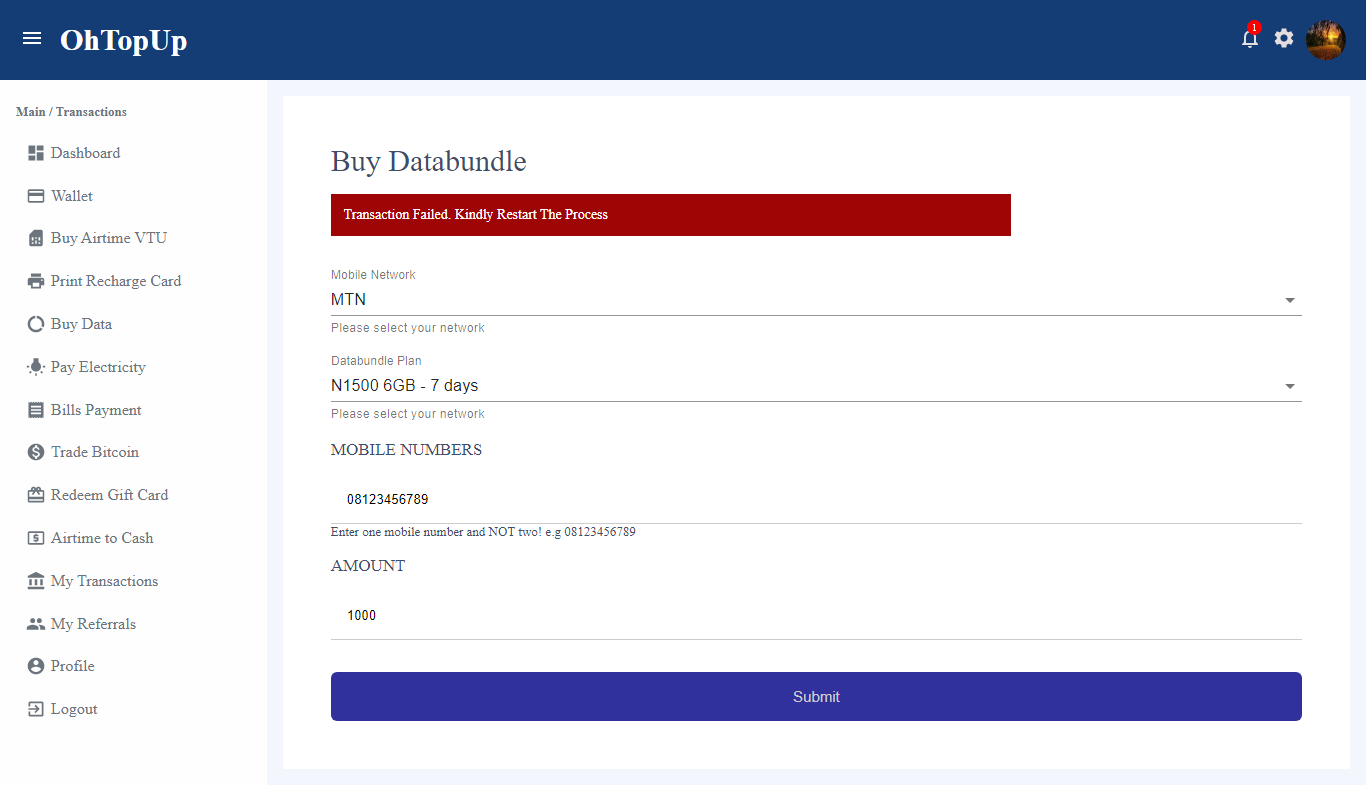 OhTopUp
1
Main / Transactions
Dashboard
Wallet
Buy Airtime VTU
Print Recharge Card
Buy Data
Pay Electricity
Bills Payment
Trade Bitcoin
Redeem Gift Card
Airtime to Cash
My Transactions
My Referrals
Profile
Logout
Buy Databundle
Transaction Failed. Kindly Restart The Process
Mobile Network
MTN
Please select your network
Databundle Plan
N1500 6GB - 7 days
Please select your network
MOBILE NUMBERS
08123456789
Enter one mobile number and NOT two! e.g 08123456789
AMOUNT
1000
Submit